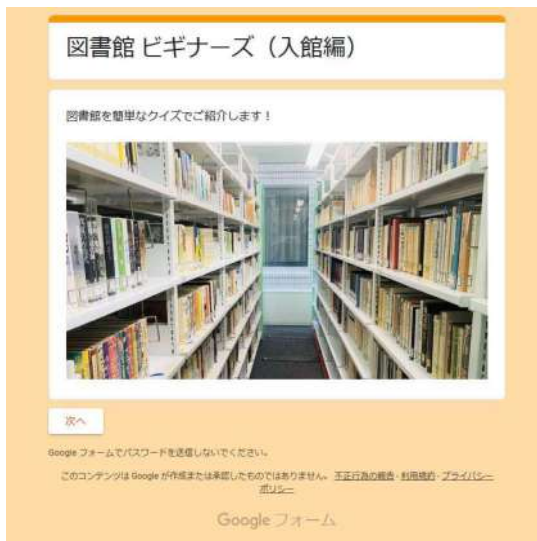 図書館 ビギナーズ（入館編）
図書館を簡単なクイズでご紹介します！
次へ
Google フォームでパスワードを送信しないでください。
このコンテンツは Google が作成または承認したものではありません。 不正行為の報告 - 利用規約 - プライバシー
ポリシー
Google フォーム